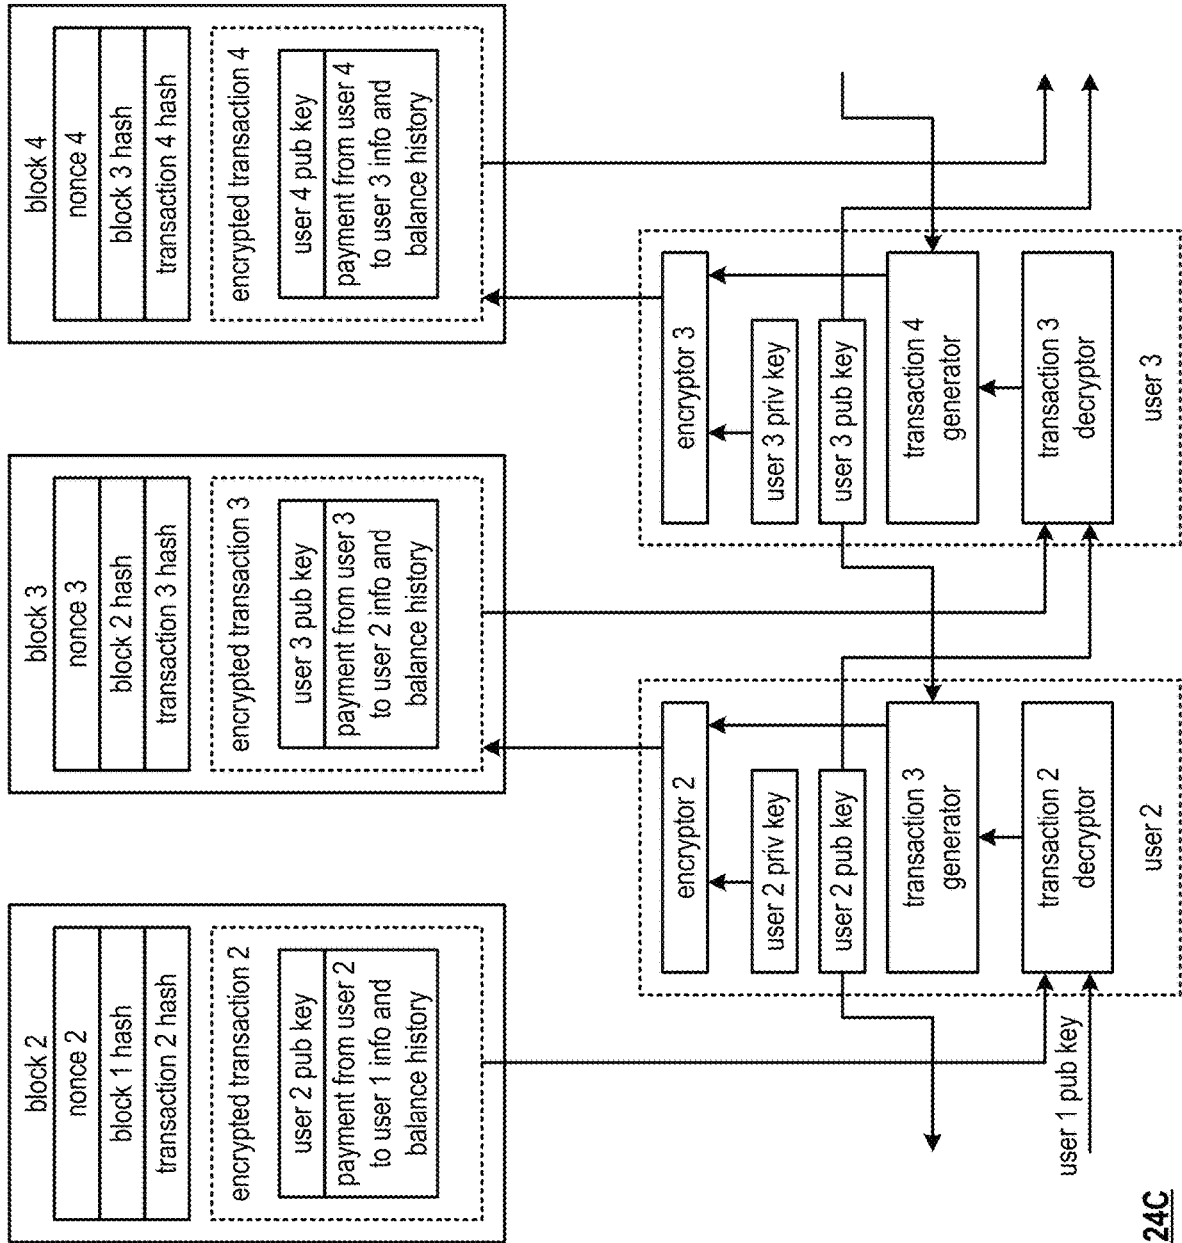 block 2
nonce 2
block 1 hash
transaction 2 hash
encrypted transaction 2
user 2 pub key
payment from user 2
to user 1 info and
balance history
block 3
nonce 3
block 2 hash
transaction 3 hash
encrypted transaction 3
user 3 pub key
payment from user 3
to user 2 info and
balance history
block 4
nonce 4
block 3 hash
transaction 4 hash
encrypted transaction 4
user 4 pub key
payment from user 4
to user 3 info and
balance history
encryptor 2
user 2 priv key
user 2 pub key
transaction 3
generator
transaction 2
decryptor
user 2
user 1 pub key
encryptor 3
user 3 priv key
user 3 pub key
transaction 4
generator
transaction 3
decryptor
user 3
24C